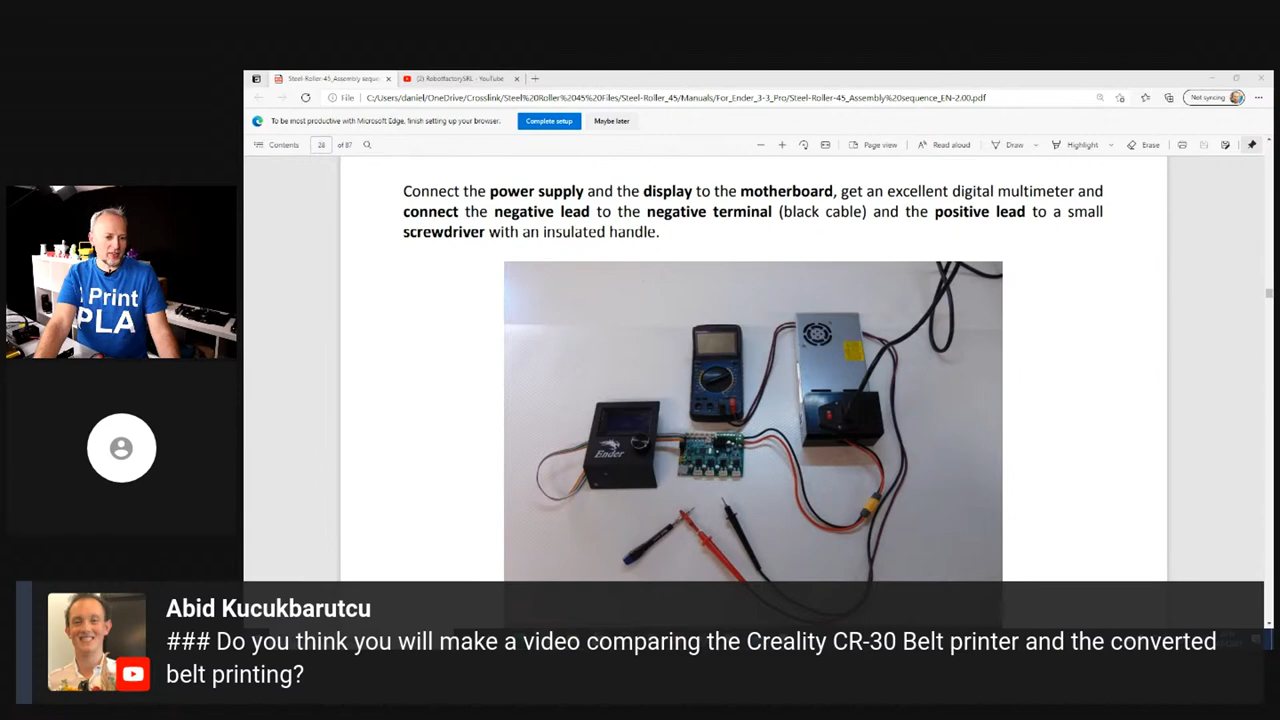 Steel-Roller-45_Assembly seque
(2) RobotfactorySRL - YouTube
File
C:/Users/daniel/OneDrive/Crosslink/Steel%20Roller%2045%20Files/Steel-Roller_45/Manuals/For_Ender_3-3_Pro/Steel-Roller-45_Assembly%20sequence_EN-2.00.pdf
Not syncing
To be most productive with Microsoft Edge, finish setting up your browser.
Complete setup
Maybe later
Contents
28
of 87
Page view
Read aloud
Draw
Highlight
Erase
Connect the power supply and the display to the motherboard, get an excellent digital multimeter and
connect the negative lead to the negative terminal (black cable) and the positive lead to a small
screwdriver with an insulated handle.
I Print
PLA
Ender
Abid Kucukbarutcu
### Do you think you will make a video comparing the Creality CR-30 Belt printer and the converted
belt printing?